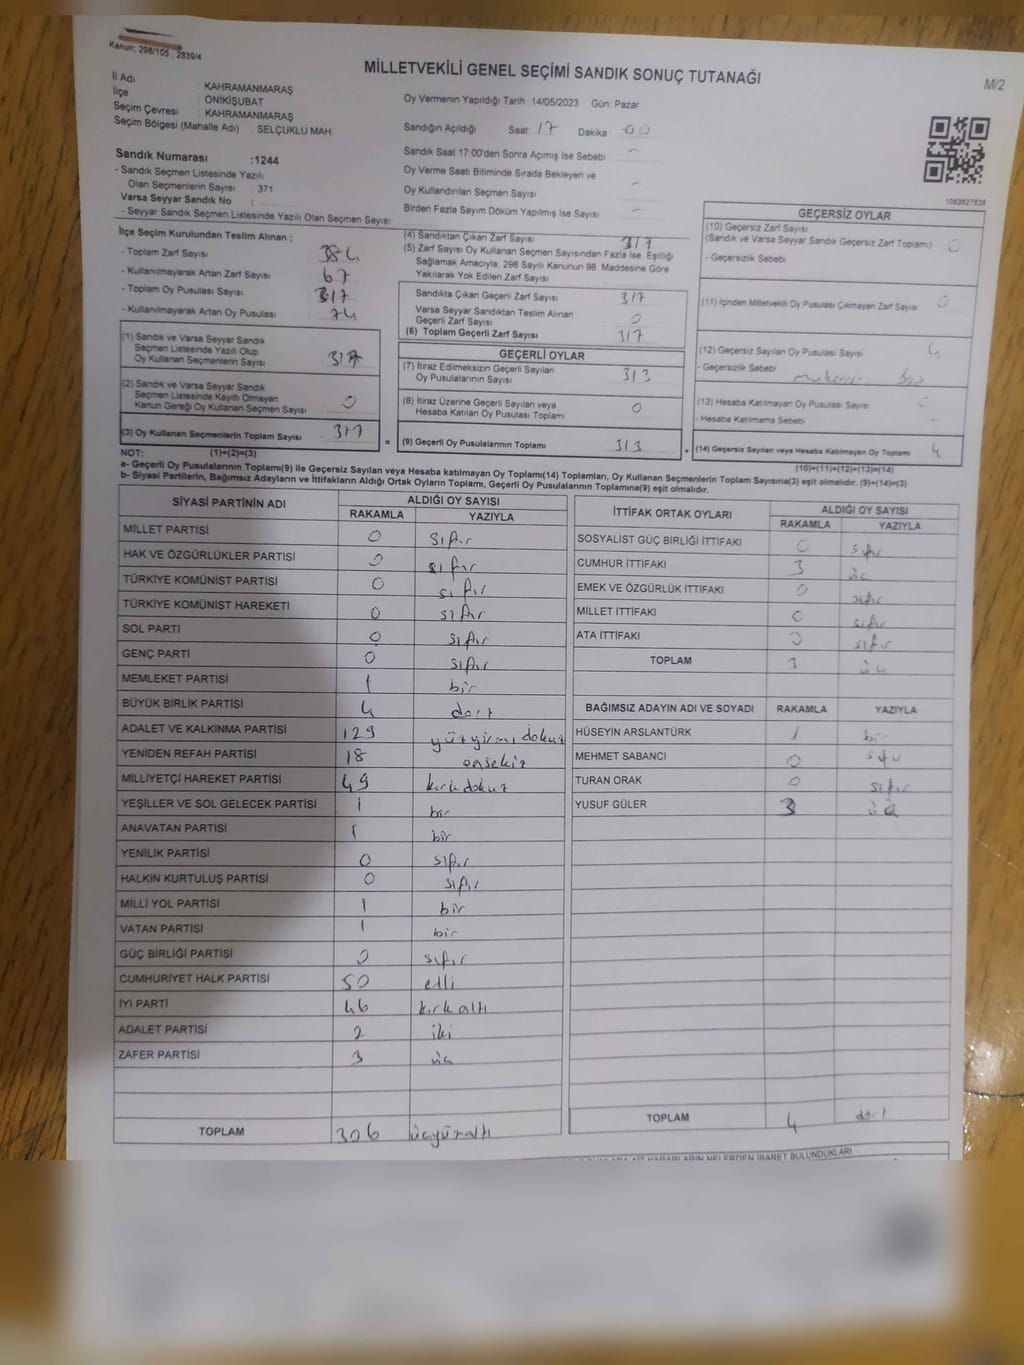 Kanun; 298/105 , 2839/4
MİLLETVEKİLİ GENEL SEÇİMİ SANDIK SONUÇ TUTANAĞI
M/2
İl Adı : KAHRAMANMARAŞ
İlçe : ONİKİŞUBAT
Seçim Çevresi : KAHRAMANMARAŞ
Seçim Bölgesi (Mahalle Adı) SELÇUKLU MAH.
Sandık Numarası :1244
- Sandık Seçmen Listesinde Yazılı
Olan Seçmenlerin Sayısı : 371
Varsa Seyyar Sandık No :
- Seyyar Sandık Seçmen Listesinde Yazılı Olan Seçmen Sayısı
Oy Vermenin Yapıldığı Tarih :14/05/2023 Gün: Pazar
Sandığın Açıldığı Saat 17 Dakika 00
Sandık Saat 17:00'den Sonra Açımış İse Sebebi
Oy Verme Saati Bitiminde Sırada Bekleyen ve
Oy Kullandırılan Seçmen Sayısı
Birden Fazla Sayım Döküm Yapılmış İse Sayısı
1083827838
İlçe Seçim Kurulundan Teslim Alınan ;
- Toplam Zarf Sayısı : 384
- Kullanılmayarak Artan Zarf Sayısı : 67
- Toplam Oy Pusulası Sayısı : 317
- Kullanılmayarak Artan Oy Pusulası : 74
(4) Sandıktan Çıkan Zarf Sayısı 317
(5) Zarf Sayısı Oy Kullanan Seçmen Sayısından Fazla İse, Eşitliği
Sağlamak Amacıyla, 298 Sayılı Kanunun 98. Maddesine Göre
Yakılarak Yok Edilen Zarf Sayısı
Sandıkta Çıkan Geçerli Zarf Sayısı 317
Varsa Seyyar Sandıktan Teslim Alınan
Geçerli Zarf Sayısı 0
(6) Toplam Geçerli Zarf Sayısı 317
GEÇERSİZ OYLAR
(10) Geçersiz Zarf Sayısı
(Sandık ve Varsa Seyyar Sandık Geçersiz Zarf Toplamı) 0
- Geçersizlik Sebebi
(11) İçinden Milletvekili Oy Pusulası Çıkmayan Zarf Sayısı 0
(12) Geçersiz Sayılan Oy Pusulası Sayısı 4
- Geçersizlik Sebebi
(13) Hesaba Katılmayan Oy Pusulası Sayısı
- Hesaba Katılmama Sebebi
(14) Geçersiz Sayılan veya Hesaba Katılmayan Oy Toplamı 4
(10)+(11)+(12)+(13)=(14)
(1) Sandık ve Varsa Seyyar Sandık
Seçmen Listesinde Yazılı Olup
Oy Kullanan Seçmenlerin Sayısı 317
(2) Sandık ve Varsa Seyyar Sandık
Seçmen Listesinde Kayıtlı Olmayan
Kanun Gereği Oy Kullanan Seçmen Sayısı 0
(3) Oy Kullanan Seçmenlerin Toplam Sayısı 317 =
GEÇERLİ OYLAR
(7) İtiraz Edilmeksizin Geçerli Sayılan
Oy Pusulalarının Sayısı 313
(8) İtiraz Üzerine Geçerli Sayılan veya
Hesaba Katılan Oy Pusulası Toplamı 0
(9) Geçerli Oy Pusulalarının Toplamı 313 +
NOT: (1)+(2)=(3)
a- Geçerli Oy Pusulalarının Toplamı(9) ile Geçersiz Sayılan veya Hesaba katılmayan Oy Toplamı(14) Toplamları, Oy Kullanan Seçmenlerin Toplam Sayısına(3) eşit olmalıdır. (9)+(14)=(3)
b- Siyasi Partilerin, Bağımsız Adayların ve İttifakların Aldığı Ortak Oyların Toplamı, Geçerli Oy Pusulalarının Toplamına(9) eşit olmalıdır.
SİYASİ PARTİNİN ADI ALDIĞI OY SAYISI
RAKAMLA YAZIYLA
MİLLET PARTİSİ 0 sıfır
HAK VE ÖZGÜRLÜKLER PARTİSİ 0 sıfır
TÜRKİYE KOMÜNİST PARTİSİ 0 sıfır
TÜRKİYE KOMÜNİST HAREKETİ 0 sıfır
SOL PARTİ 0 sıfır
GENÇ PARTİ 0 sıfır
MEMLEKET PARTİSİ 1 bir
BÜYÜK BİRLİK PARTİSİ 4 dört
ADALET VE KALKINMA PARTİSİ 129 yüzyirmidokuz
YENİDEN REFAH PARTİSİ 18 onsekiz
MİLLİYETÇİ HAREKET PARTİSİ 49 kırkdokuz
YEŞİLLER VE SOL GELECEK PARTİSİ 1 bir
ANAVATAN PARTİSİ 1 bir
YENİLİK PARTİSİ 0 sıfır
HALKIN KURTULUŞ PARTİSİ 0 sıfır
MİLLİ YOL PARTİSİ 1 bir
VATAN PARTİSİ 1 bir
GÜÇ BİRLİĞİ PARTİSİ 0 sıfır
CUMHURİYET HALK PARTİSİ 50 elli
İYİ PARTİ 46 kırkaltı
ADALET PARTİSİ 2 iki
ZAFER PARTİSİ 3 üç
TOPLAM 306 üçyüzaltı
İTTİFAK ORTAK OYLARI ALDIĞI OY SAYISI
RAKAMLA YAZIYLA
SOSYALİST GÜÇ BİRLİĞİ İTTİFAKI 0 sıfır
CUMHUR İTTİFAKI 3 üç
EMEK VE ÖZGÜRLÜK İTTİFAKI 0 sıfır
MİLLET İTTİFAKI 0 sıfır
ATA İTTİFAKI 0 sıfır
TOPLAM 3 üç
BAĞIMSIZ ADAYIN ADI VE SOYADI RAKAMLA YAZIYLA
HÜSEYİN ARSLANTÜRK 1 bir
MEHMET SABANCI 0 sıfır
TURAN ORAK 0 sıfır
YUSUF GÜLER 3 üç
TOPLAM 4 dört